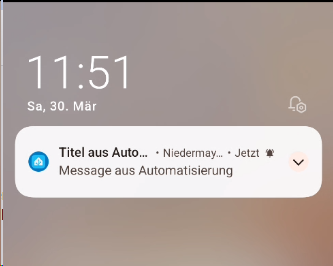 11:51
Sa, 30. Mär
Titel aus Auto… • Niedermay… • Jetzt
Message aus Automatisierung